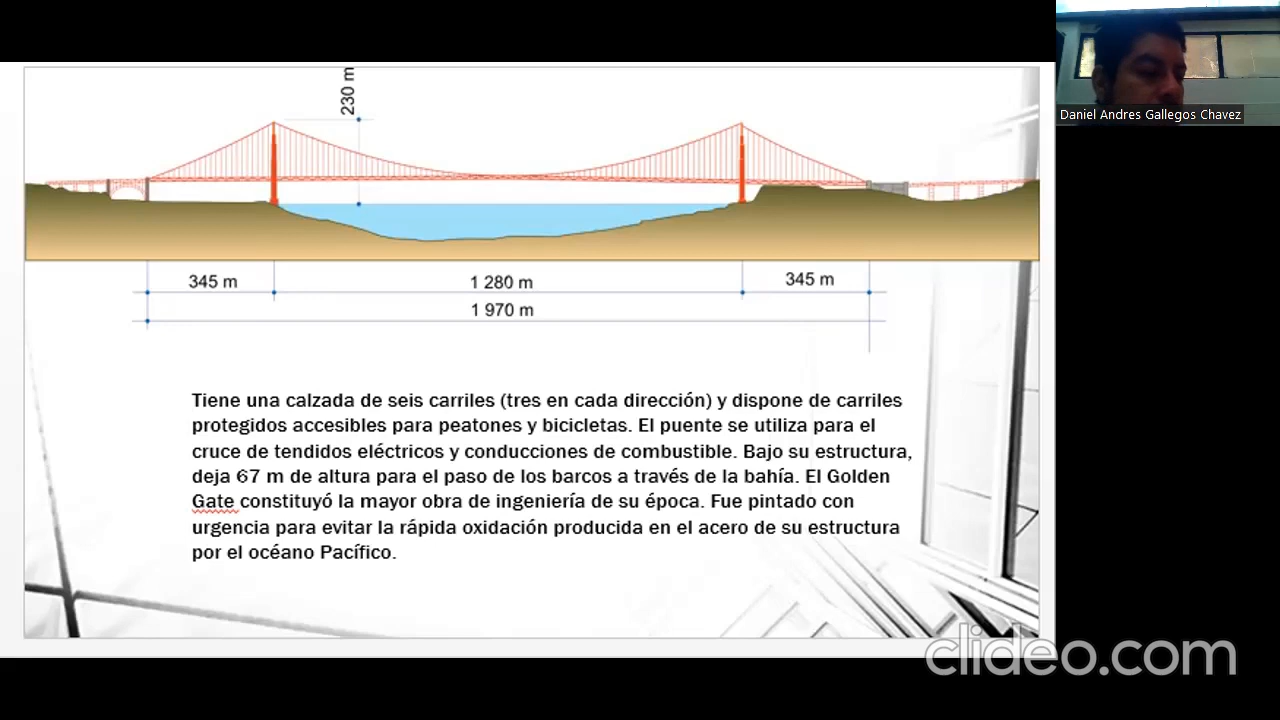 230 m
Daniel Andres Gallegos Chavez
345 m
1 280 m
345 m
1 970 m
Tiene una calzada de seis carriles (tres en cada dirección) y dispone de carriles
protegidos accesibles para peatones y bicicletas. El puente se utiliza para el
cruce de tendidos eléctricos y conducciones de combustible. Bajo su estructura,
deja 67 m de altura para el paso de los barcos a través de la bahía. El Golden
Gate constituyó la mayor obra de ingeniería de su época. Fue pintado con
urgencia para evitar la rápida oxidación producida en el acero de su estructura
por el océano Pacífico.
clideo.com